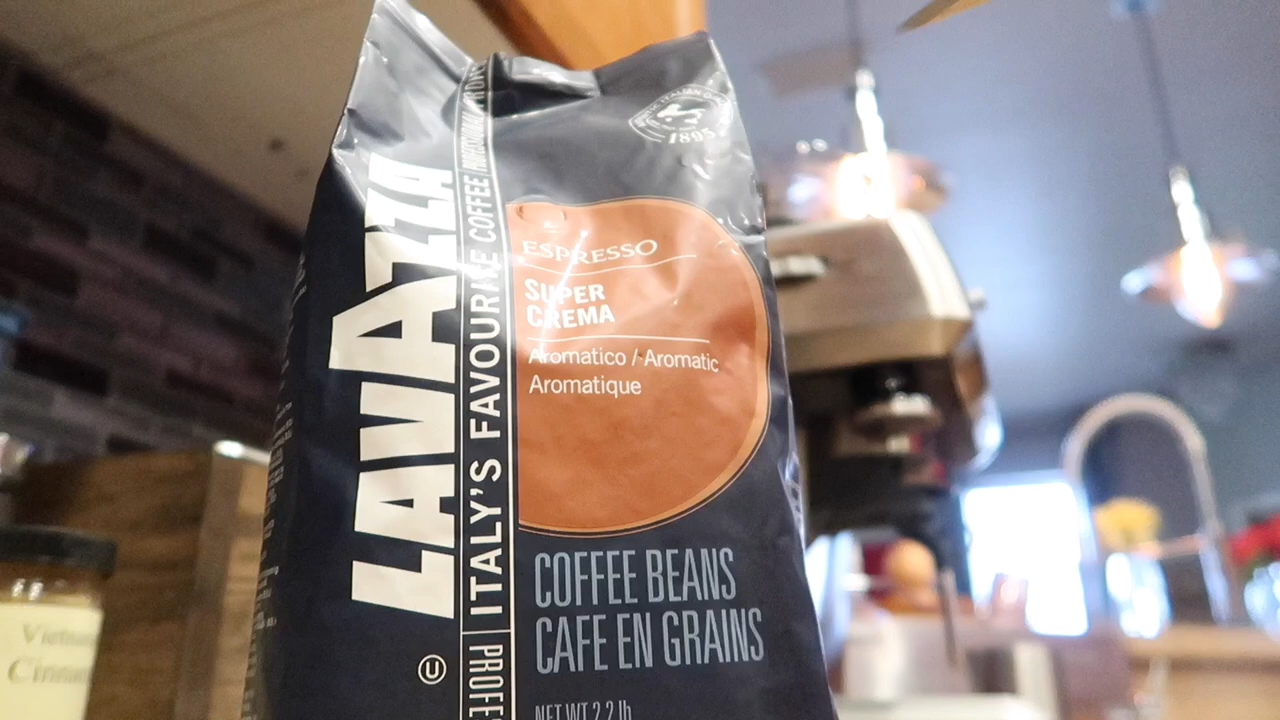 LAVAZZA
ITALY'S FAVOURITE COFFEE
1895
ESPRESSO
SUPER
CREMA
Aromatico / Aromatic
Aromatique
COFFEE BEANS
CAFE EN GRAINS
NET WT 2.2 lb
U